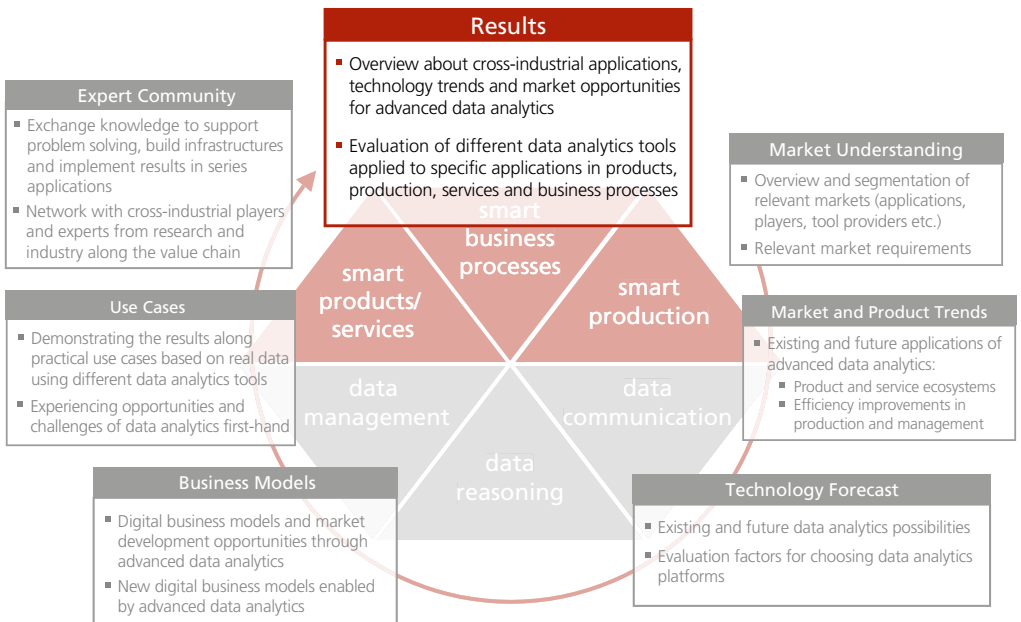 Results
▪ Overview about cross-industrial applications,
technology trends and market opportunities
for advanced data analytics
▪ Evaluation of different data analytics tools
applied to specific applications in products,
production, services and business processes
Expert Community
▪ Exchange knowledge to support
problem solving, build infrastructures
and implement results in series
applications
▪ Network with cross-industrial players
and experts from research and
industry along the value chain
Market Understanding
▪ Overview and segmentation of
relevant markets (applications,
players, tool providers etc.)
▪ Relevant market requirements
smart
business
processes
smart
products/
services
smart
production
Use Cases
▪ Demonstrating the results along
practical use cases based on real data
using different data analytics tools
▪ Experiencing opportunities and
challenges of data analytics first-hand
Market and Product Trends
▪ Existing and future applications of
advanced data analytics:
▪ Product and service ecosystems
▪ Efficiency improvements in
production and management
data
management
data
communication
data
reasoning
Business Models
▪ Digital business models and market
development opportunities through
advanced data analytics
▪ New digital business models enabled
by advanced data analytics
Technology Forecast
▪ Existing and future data analytics possibilities
▪ Evaluation factors for choosing data analytics
platforms